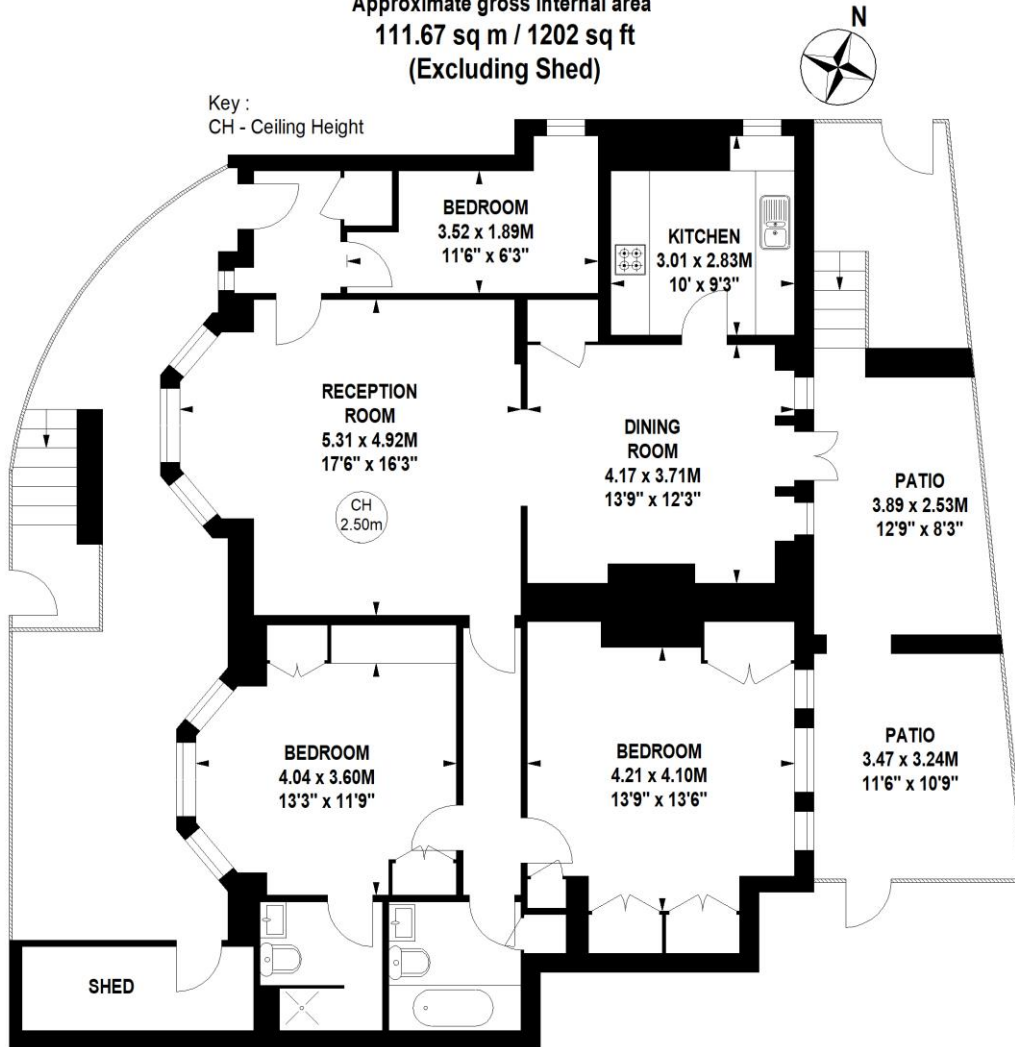 Approximate gross internal area
111.67 sq m / 1202 sq ft
(Excluding Shed)
N
Key :
CH - Ceiling Height
BEDROOM
3.52 x 1.89M
11'6" x 6'3"
KITCHEN
3.01 x 2.83M
10' x 9'3"
RECEPTION
ROOM
5.31 x 4.92M
17'6" x 16'3"
CH
2.50m
DINING
ROOM
4.17 x 3.71M
13'9" x 12'3"
PATIO
3.89 x 2.53M
12'9" x 8'3"
BEDROOM
4.04 x 3.60M
13'3" x 11'9"
BEDROOM
4.21 x 4.10M
13'9" x 13'6"
PATIO
3.47 x 3.24M
11'6" x 10'9"
SHED